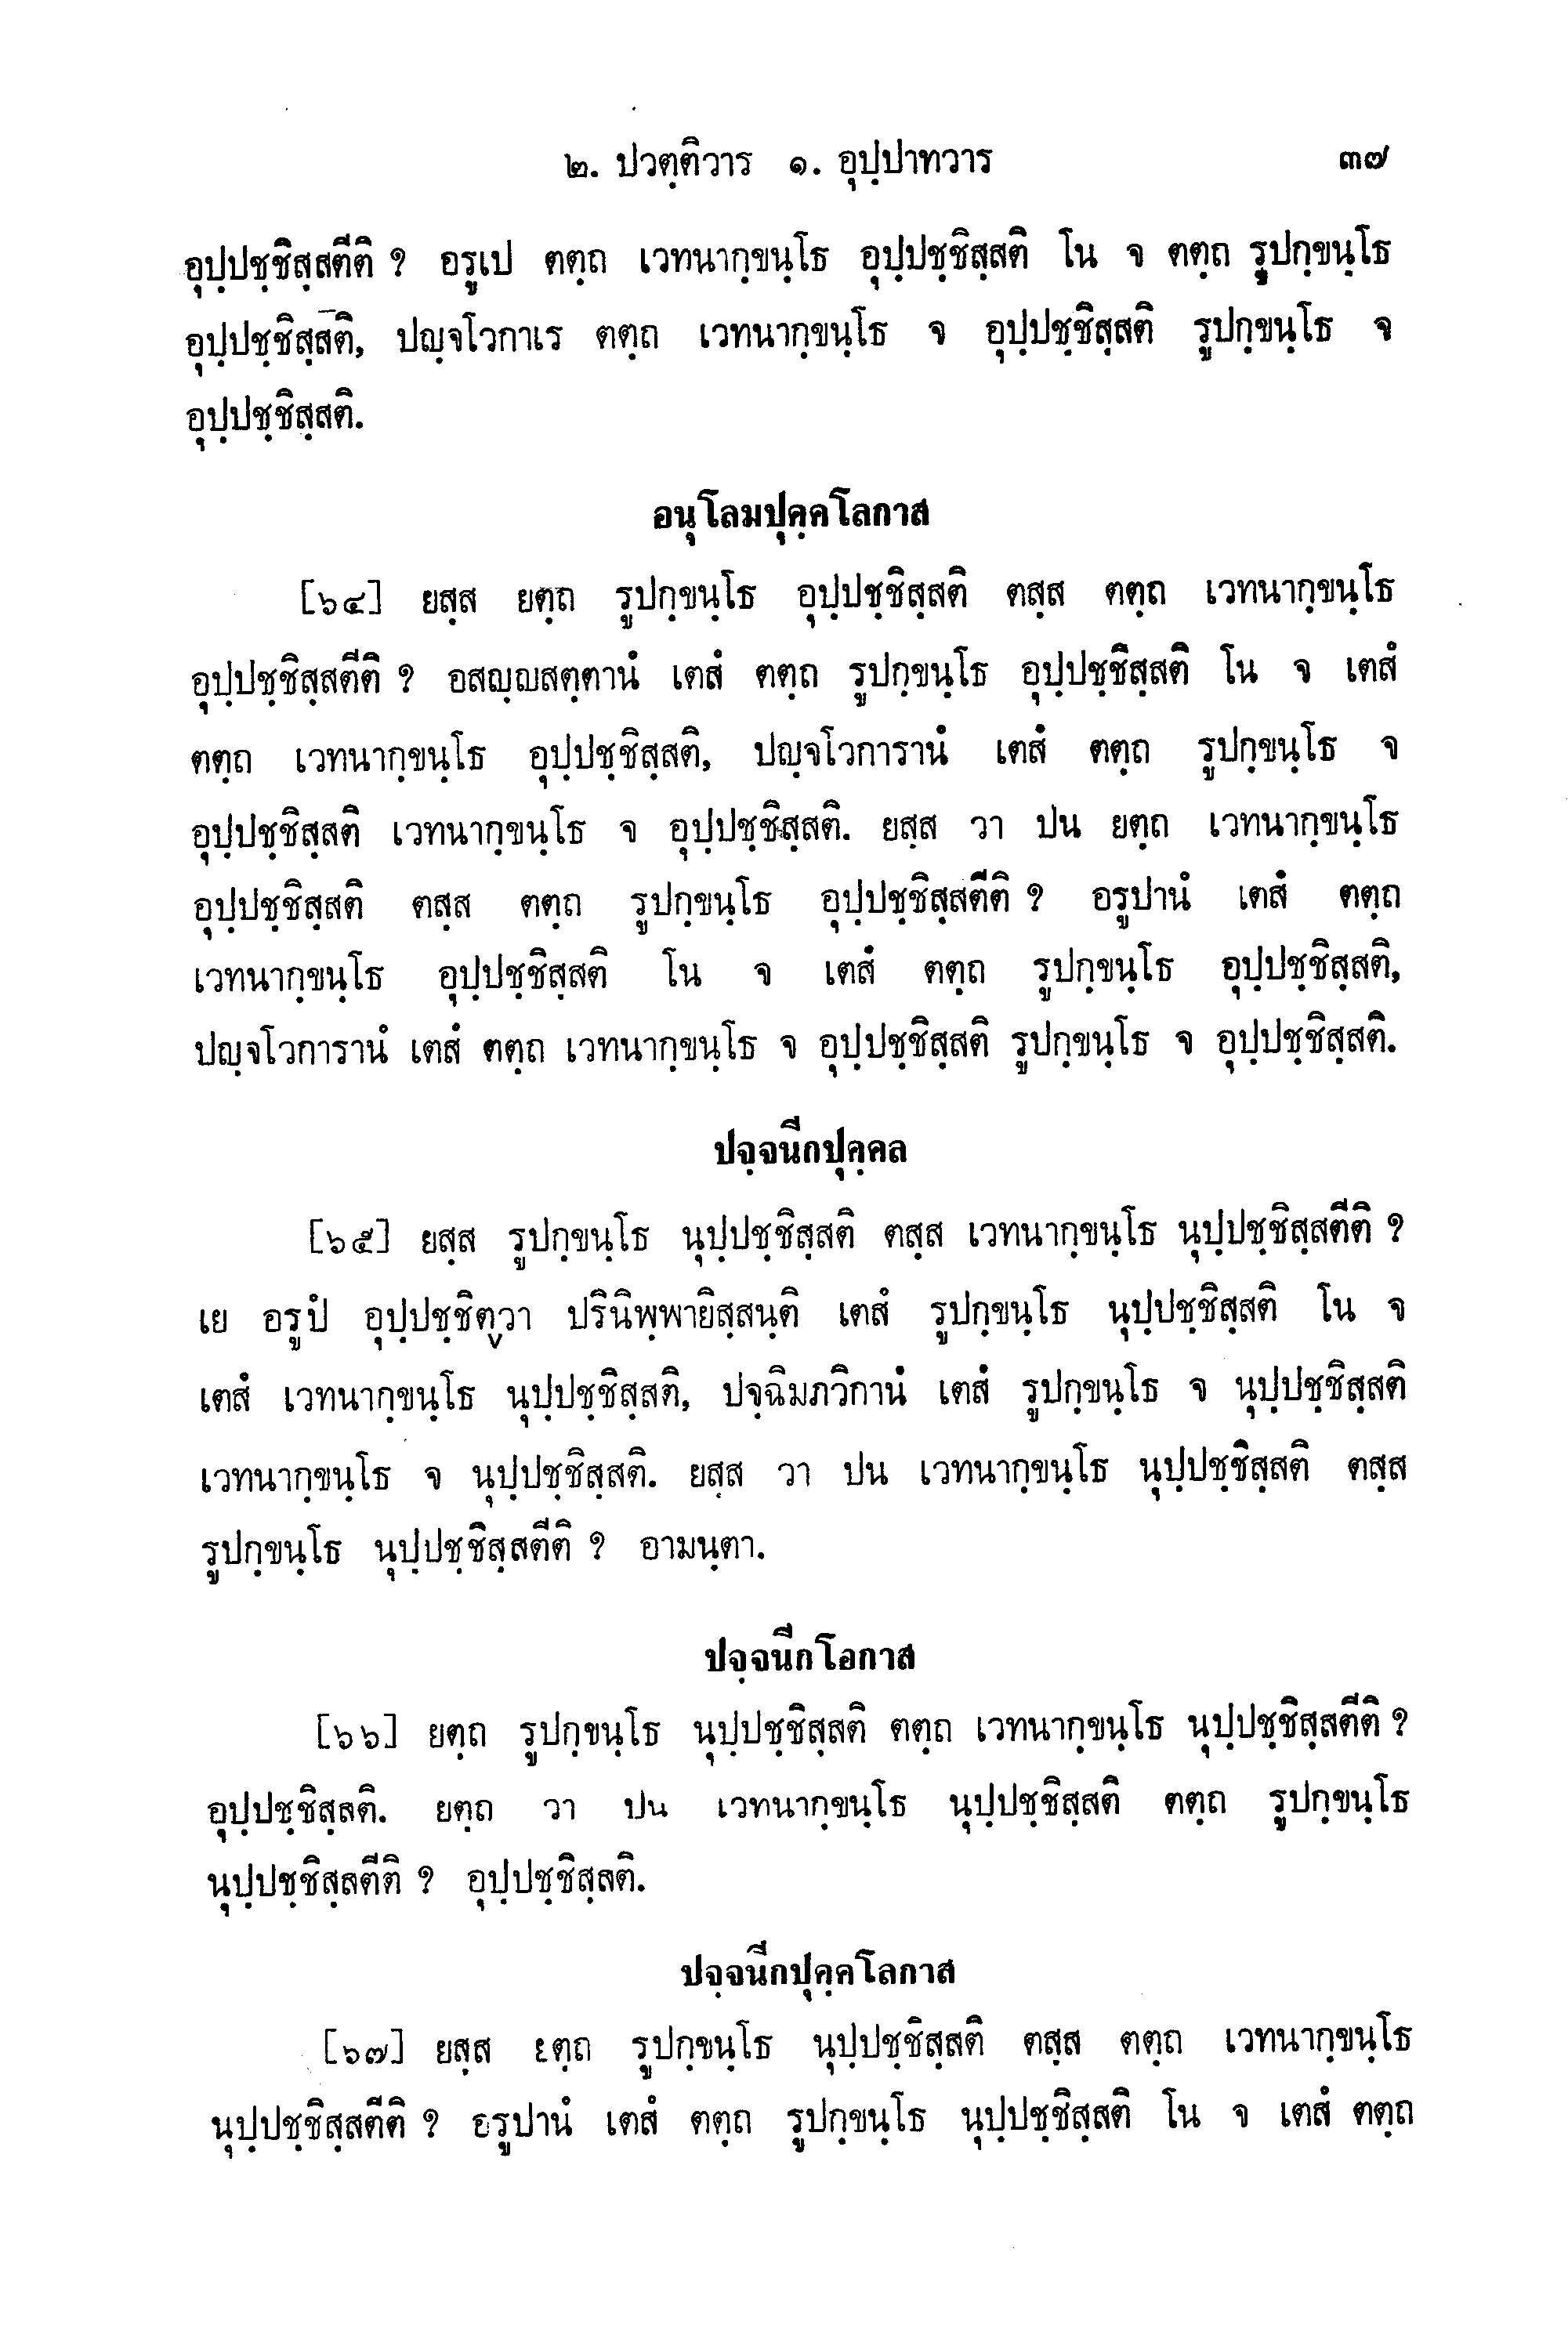 ๒. ปวตฺติวาร ๑. อุปฺปาทวาร ๓๗
อุปฺปชฺชิสฺสตีติ ? อรูเป ตตฺถ เวทนากฺขนฺโธ อุปฺปชฺชิสฺสติ โน จ ตตฺถ รูปกฺขนฺโธ
อุปฺปชฺชิสฺสติ, ปญฺจโวกาเร ตตฺถ เวทนากฺขนฺโธ จ อุปฺปชฺชิสฺสติ รูปกฺขนฺโธ จ
อุปฺปชฺชิสฺสติ.
อนุโลมปุคฺคโลกาส
[๖๔] ยสฺส ยตฺถ รูปกฺขนฺโธ อุปฺปชฺชิสฺสติ ตสฺส ตตฺถ เวทนากฺขนฺโธ
อุปฺปชฺชิสฺสตีติ ? อสญฺญสตฺตานํ เตสํ ตตฺถ รูปกฺขนฺโธ อุปฺปชฺชิสฺสติ โน จ เตสํ
ตตฺถ เวทนากฺขนฺโธ อุปฺปชฺชิสฺสติ, ปญฺจโวการานํ เตสํ ตตฺถ รูปกฺขนฺโธ จ
อุปฺปชฺชิสฺสติ เวทนากฺขนฺโธ จ อุปฺปชฺชิสฺสติ. ยสฺส วา ปน ยตฺถ เวทนากฺขนฺโธ
อุปฺปชฺชิสฺสติ ตสฺส ตตฺถ รูปกฺขนฺโธ อุปฺปชฺชิสฺสตีติ ? อรูปานํ เตสํ ตตฺถ
เวทนากฺขนฺโธ อุปฺปชฺชิสฺสติ โน จ เตสํ ตตฺถ รูปกฺขนฺโธ อุปฺปชฺชิสฺสติ,
ปญฺจโวการานํ เตสํ ตตฺถ เวทนากฺขนฺโธ จ อุปฺปชฺชิสฺสติ รูปกฺขนฺโธ จ อุปฺปชฺชิสฺสติ.
ปจฺจนีกปุคฺคล
[๖๕] ยสฺส รูปกฺขนฺโธ นุปฺปชฺชิสฺสติ ตสฺส เวทนากฺขนฺโธ นุปฺปชฺชิสฺสตีติ ?
เย อรูปํ อุปฺปชฺชิตฺวา ปรินิพฺพายิสฺสนฺติ เตสํ รูปกฺขนฺโธ นุปฺปชฺชิสฺสติ โน จ
เตสํ เวทนากฺขนฺโธ นุปฺปชฺชิสฺสติ, ปจฺฉิมภวิกานํ เตสํ รูปกฺขนฺโธ จ นุปฺปชฺชิสฺสติ
เวทนากฺขนฺโธ จ นุปฺปชฺชิสฺสติ. ยสฺส วา ปน เวทนากฺขนฺโธ นุปฺปชฺชิสฺสติ ตสฺส
รูปกฺขนฺโธ นุปฺปชฺชิสฺสตีติ ? อามนฺตา.
ปจฺจนีกโอกาส
[๖๖] ยตฺถ รูปกฺขนฺโธ นุปฺปชฺชิสฺสติ ตตฺถ เวทนากฺขนฺโธ นุปฺปชฺชิสฺสตีติ ?
อุปฺปชฺชิสฺสติ. ยตฺถ วา ปน เวทนากฺขนฺโธ นุปฺปชฺชิสฺสติ ตตฺถ รูปกฺขนฺโธ
นุปฺปชฺชิสฺสตีติ ? อุปฺปชฺชิสฺสติ.
ปจฺจนีกปุคฺคโลกาส
[๖๗] ยสฺส ยตฺถ รูปกฺขนฺโธ นุปฺปชฺชิสฺสติ ตสฺส ตตฺถ เวทนากฺขนฺโธ
นุปฺปชฺชิสฺสตีติ ? อรูปานํ เตสํ ตตฺถ รูปกฺขนฺโธ นุปฺปชฺชิสฺสติ โน จ เตสํ ตตฺถ